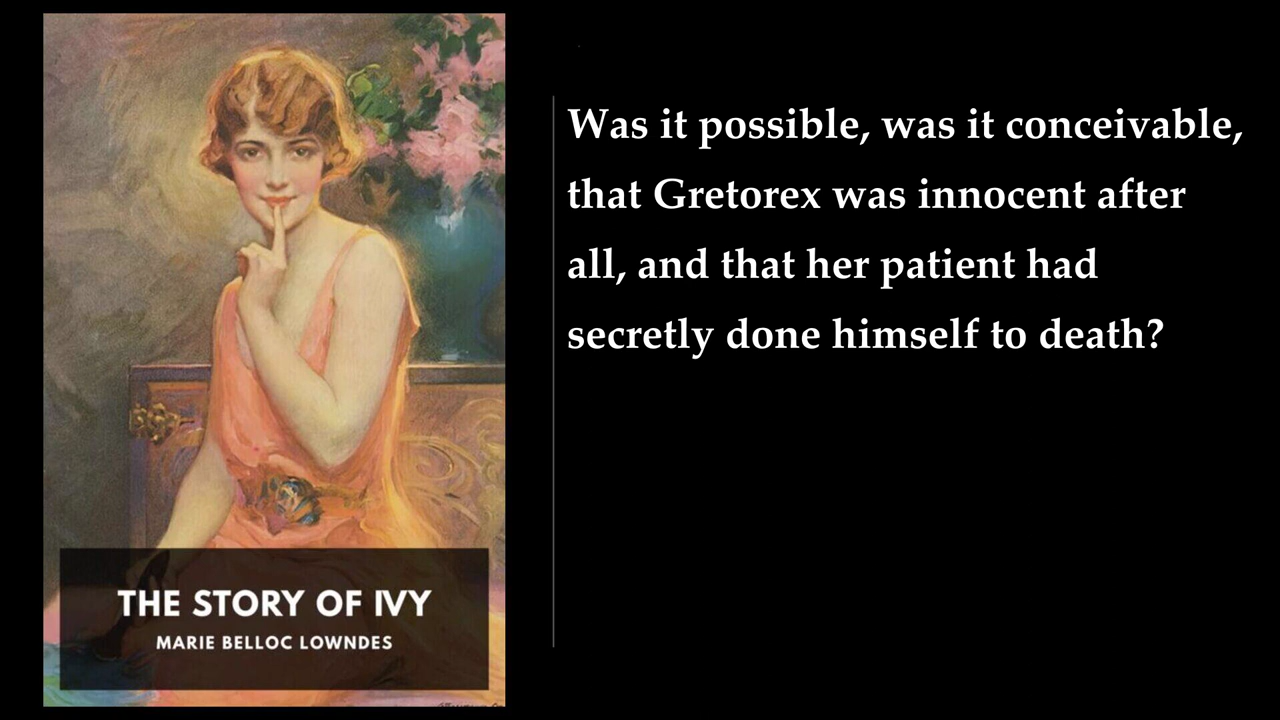 THE STORY OF IVY
MARIE BELLOC LOWNDES
Was it possible, was it conceivable,
that Gretorex was innocent after
all, and that her patient had
secretly done himself to death?